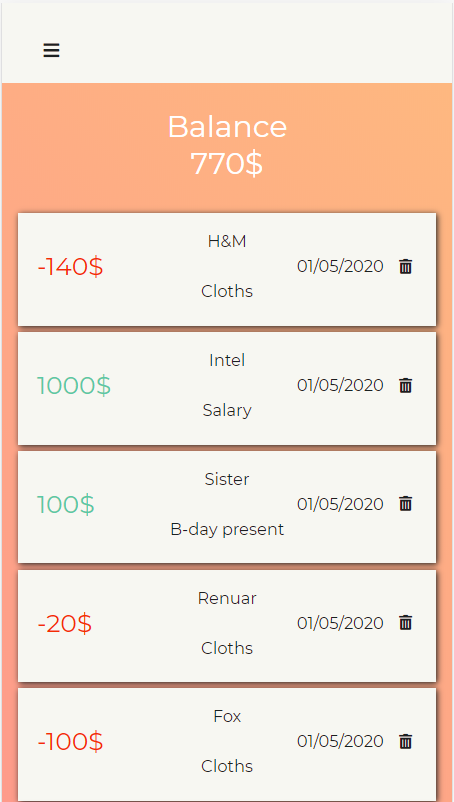 Balance
770$
H&M
-140$
01/05/2020
Cloths
Intel
1000$
01/05/2020
Salary
Sister
100$
01/05/2020
B-day present
Renuar
-20$
01/05/2020
Cloths
Fox
-100$
01/05/2020
Cloths